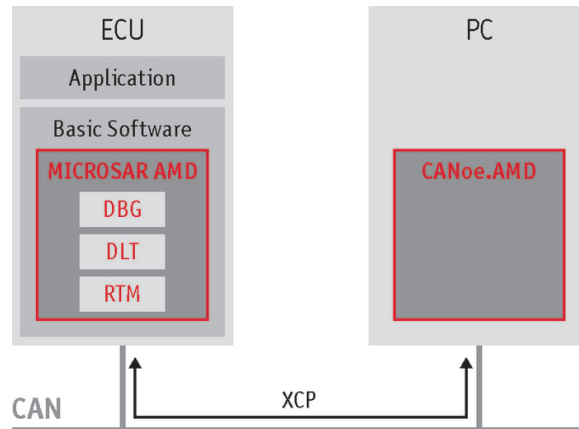 ECU
Application
Basic Software
MICROSAR AMD
DBG
DLT
RTM
PC
CANoe.AMD
XCP
CAN